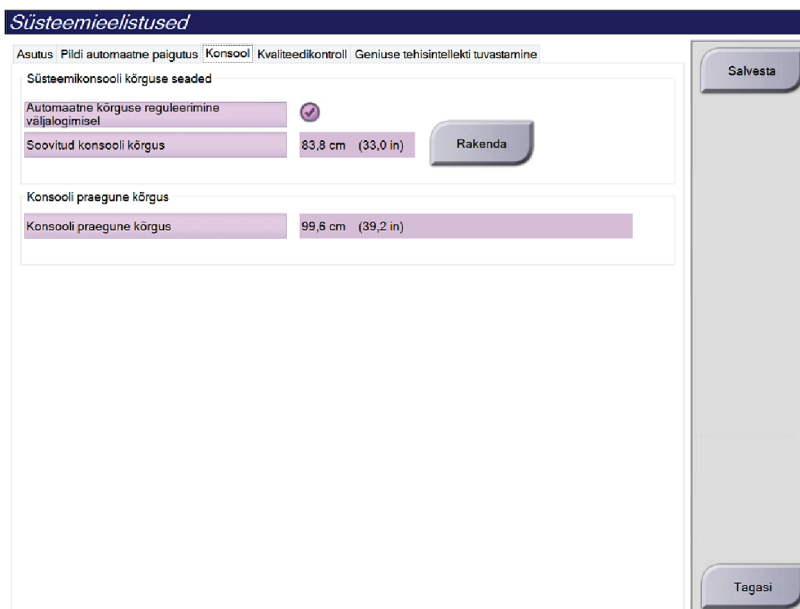 Süsteemieelistused
Asutus Pildi automaatne paigutus Konsool Kvaliteedikontroll Geniuse tehisintellekti tuvastamine
Süsteemikonsooli kõrguse seaded
Automaatne kõrguse reguleerimine
väljalogimisel
Soovitud konsooli kõrgus 83,8 cm (33,0 in) Rakenda
Konsooli praegune kõrgus
Konsooli praegune kõrgus 99,6 cm (39,2 in)
Salvesta
Tagasi